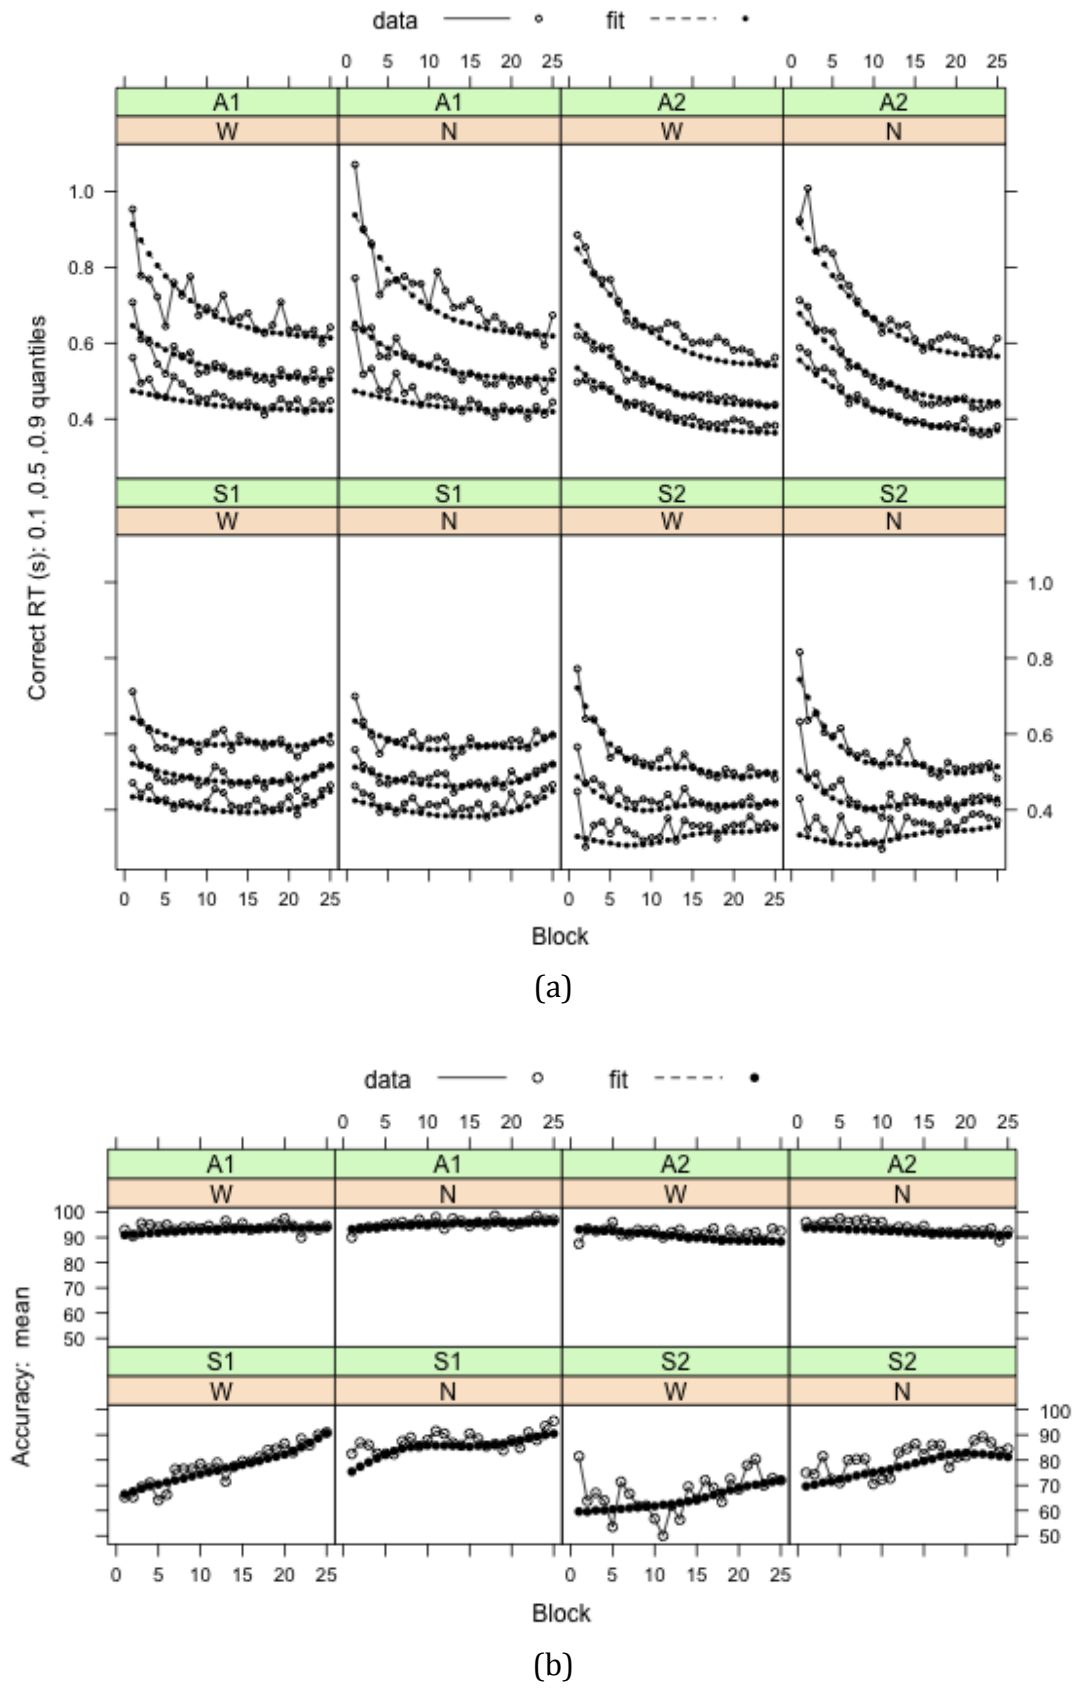 data fit
0 5 10 15 20 25 0 5 10 15 20 25
A1 A1 A2 A2
W N W N
1.0
0.8
0.6
0.4
Correct RT (s): 0.1 ,0.5 ,0.9 quantiles
S1 S1 S2 S2
W N W N
1.0
0.8
0.6
0.4
0 5 10 15 20 25 0 5 10 15 20 25
Block
(a)
data fit
0 5 10 15 20 25 0 5 10 15 20 25
A1 A1 A2 A2
W N W N
100
90
80
70
60
50
Accuracy: mean
S1 S1 S2 S2
W N W N
100
90
80
70
60
50
0 5 10 15 20 25 0 5 10 15 20 25
Block
(b)